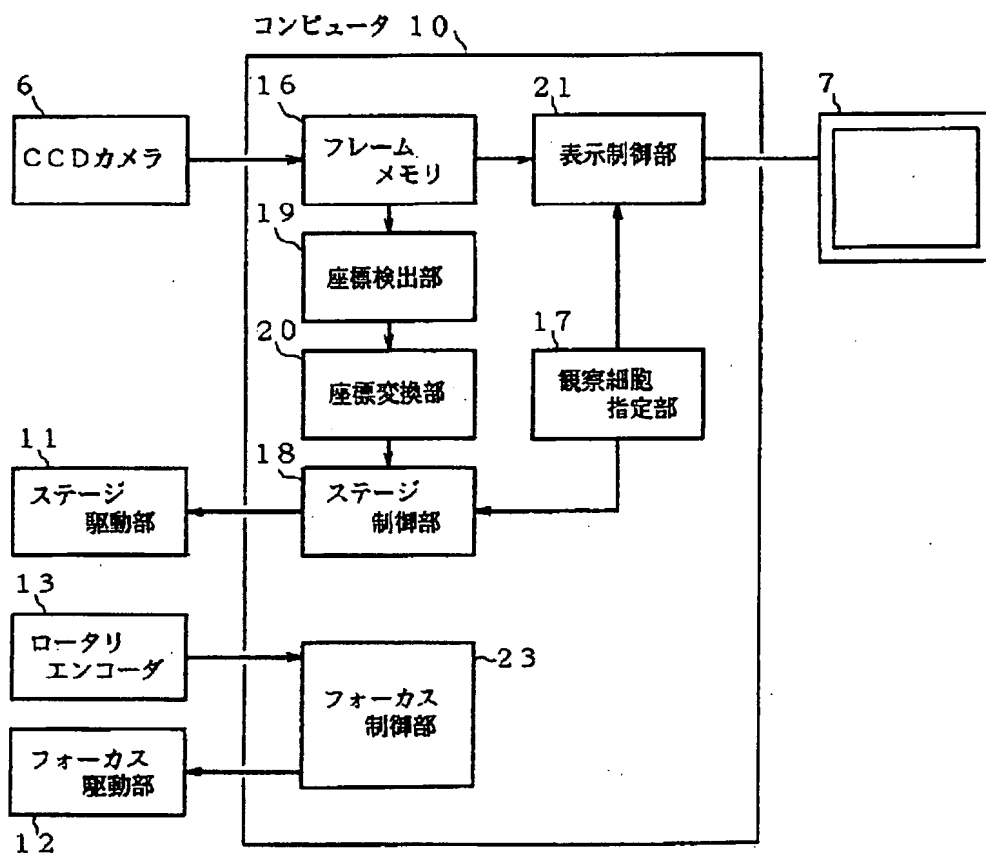 コンピュータ 10
6
CCDカメラ
16
フレーム
メモリ
21
表示制御部
7
19
座標検出部
20
座標変換部
17
観察細胞
指定部
11
ステージ
駆動部
18
ステージ
制御部
13
ロータリ
エンコーダ
23
フォーカス
制御部
フォーカス
駆動部
12